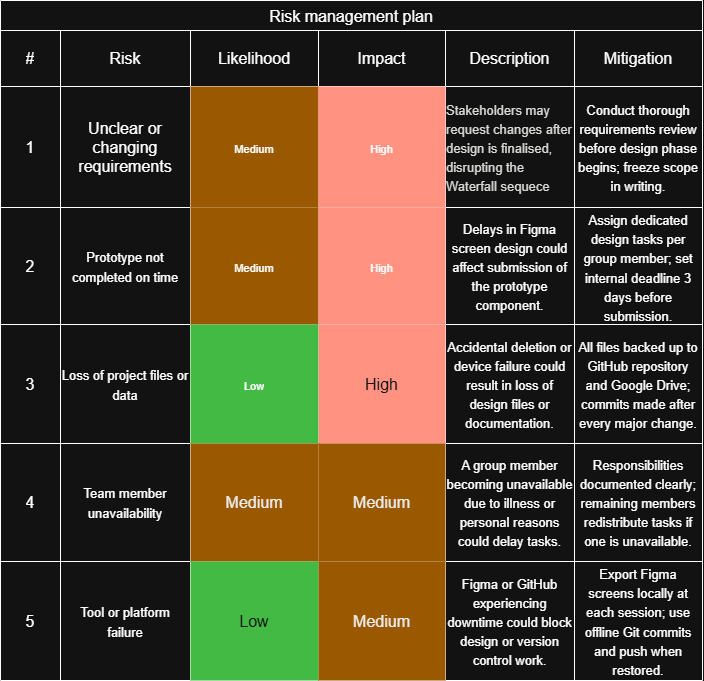 Risk management plan
#
Risk
Likelihood
Impact
Description
Mitigation
1
Unclear or
changing
requirements
Medium
High
Stakeholders may
request changes after
design is finalised,
disrupting the
Waterfall sequece
Conduct thorough
requirements review
before design phase
begins; freeze scope
in writing.
2
Prototype not
completed on time
Medium
High
Delays in Figma
screen design could
affect submission of
the prototype
component.
Assign dedicated
design tasks per
group member; set
internal deadline 3
days before
submission.
3
Loss of project files or
data
Low
High
Accidental deletion or
device failure could
result in loss of
design files or
documentation.
All files backed up to
GitHub repository
and Google Drive;
commits made after
every major change.
4
Team member
unavailability
Medium
Medium
A group member
becoming unavailable
due to illness or
personal reasons
could delay tasks.
Responsibilities
documented clearly;
remaining members
redistribute tasks if
one is unavailable.
5
Tool or platform
failure
Low
Medium
Figma or GitHub
experiencing
downtime could block
design or version
control work.
Export Figma
screens locally at
each session; use
offline Git commits
and push when
restored.